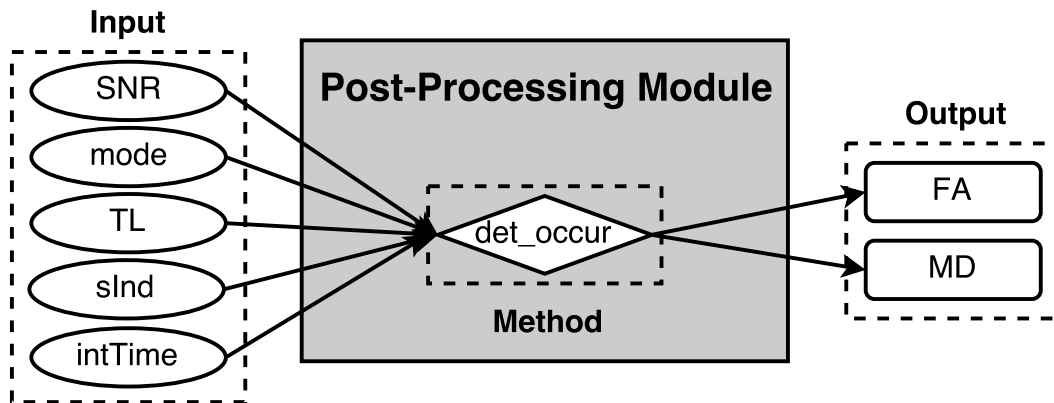 Input
SNR
mode
TL
sInd
intTime
Post-Processing Module
det_occur
Method
Output
FA
MD